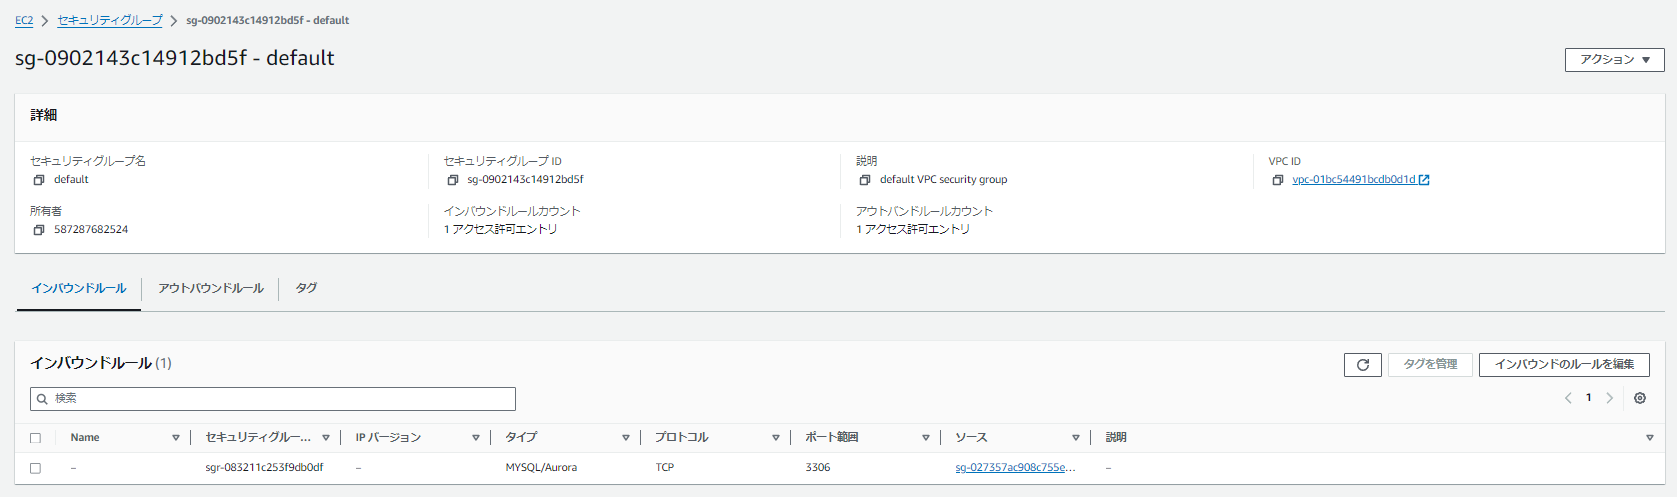 EC2 > セキュリティグループ > sg-0902143c14912bd5f - default
sg-0902143c14912bd5f - default
アクション ▼
詳細
セキュリティグループ名
default
セキュリティグループ ID
sg-0902143c14912bd5f
説明
default VPC security group
VPC ID
vpc-01bc54491bcdb0d1d
所有者
587287682524
インバウンドルールカウント
1 アクセス許可エントリ
アウトバンドルールカウント
1 アクセス許可エントリ
インバウンドルール アウトバウンドルール タグ
インバウンドルール (1)
タグを管理 インバウンドのルールを編集
検索
1
Name セキュリティグルー... IP バージョン タイプ プロトコル ポート範囲 ソース 説明
– sgr-083211c253f9db0df – MYSQL/Aurora TCP 3306 sg-027357ac908c755e... –